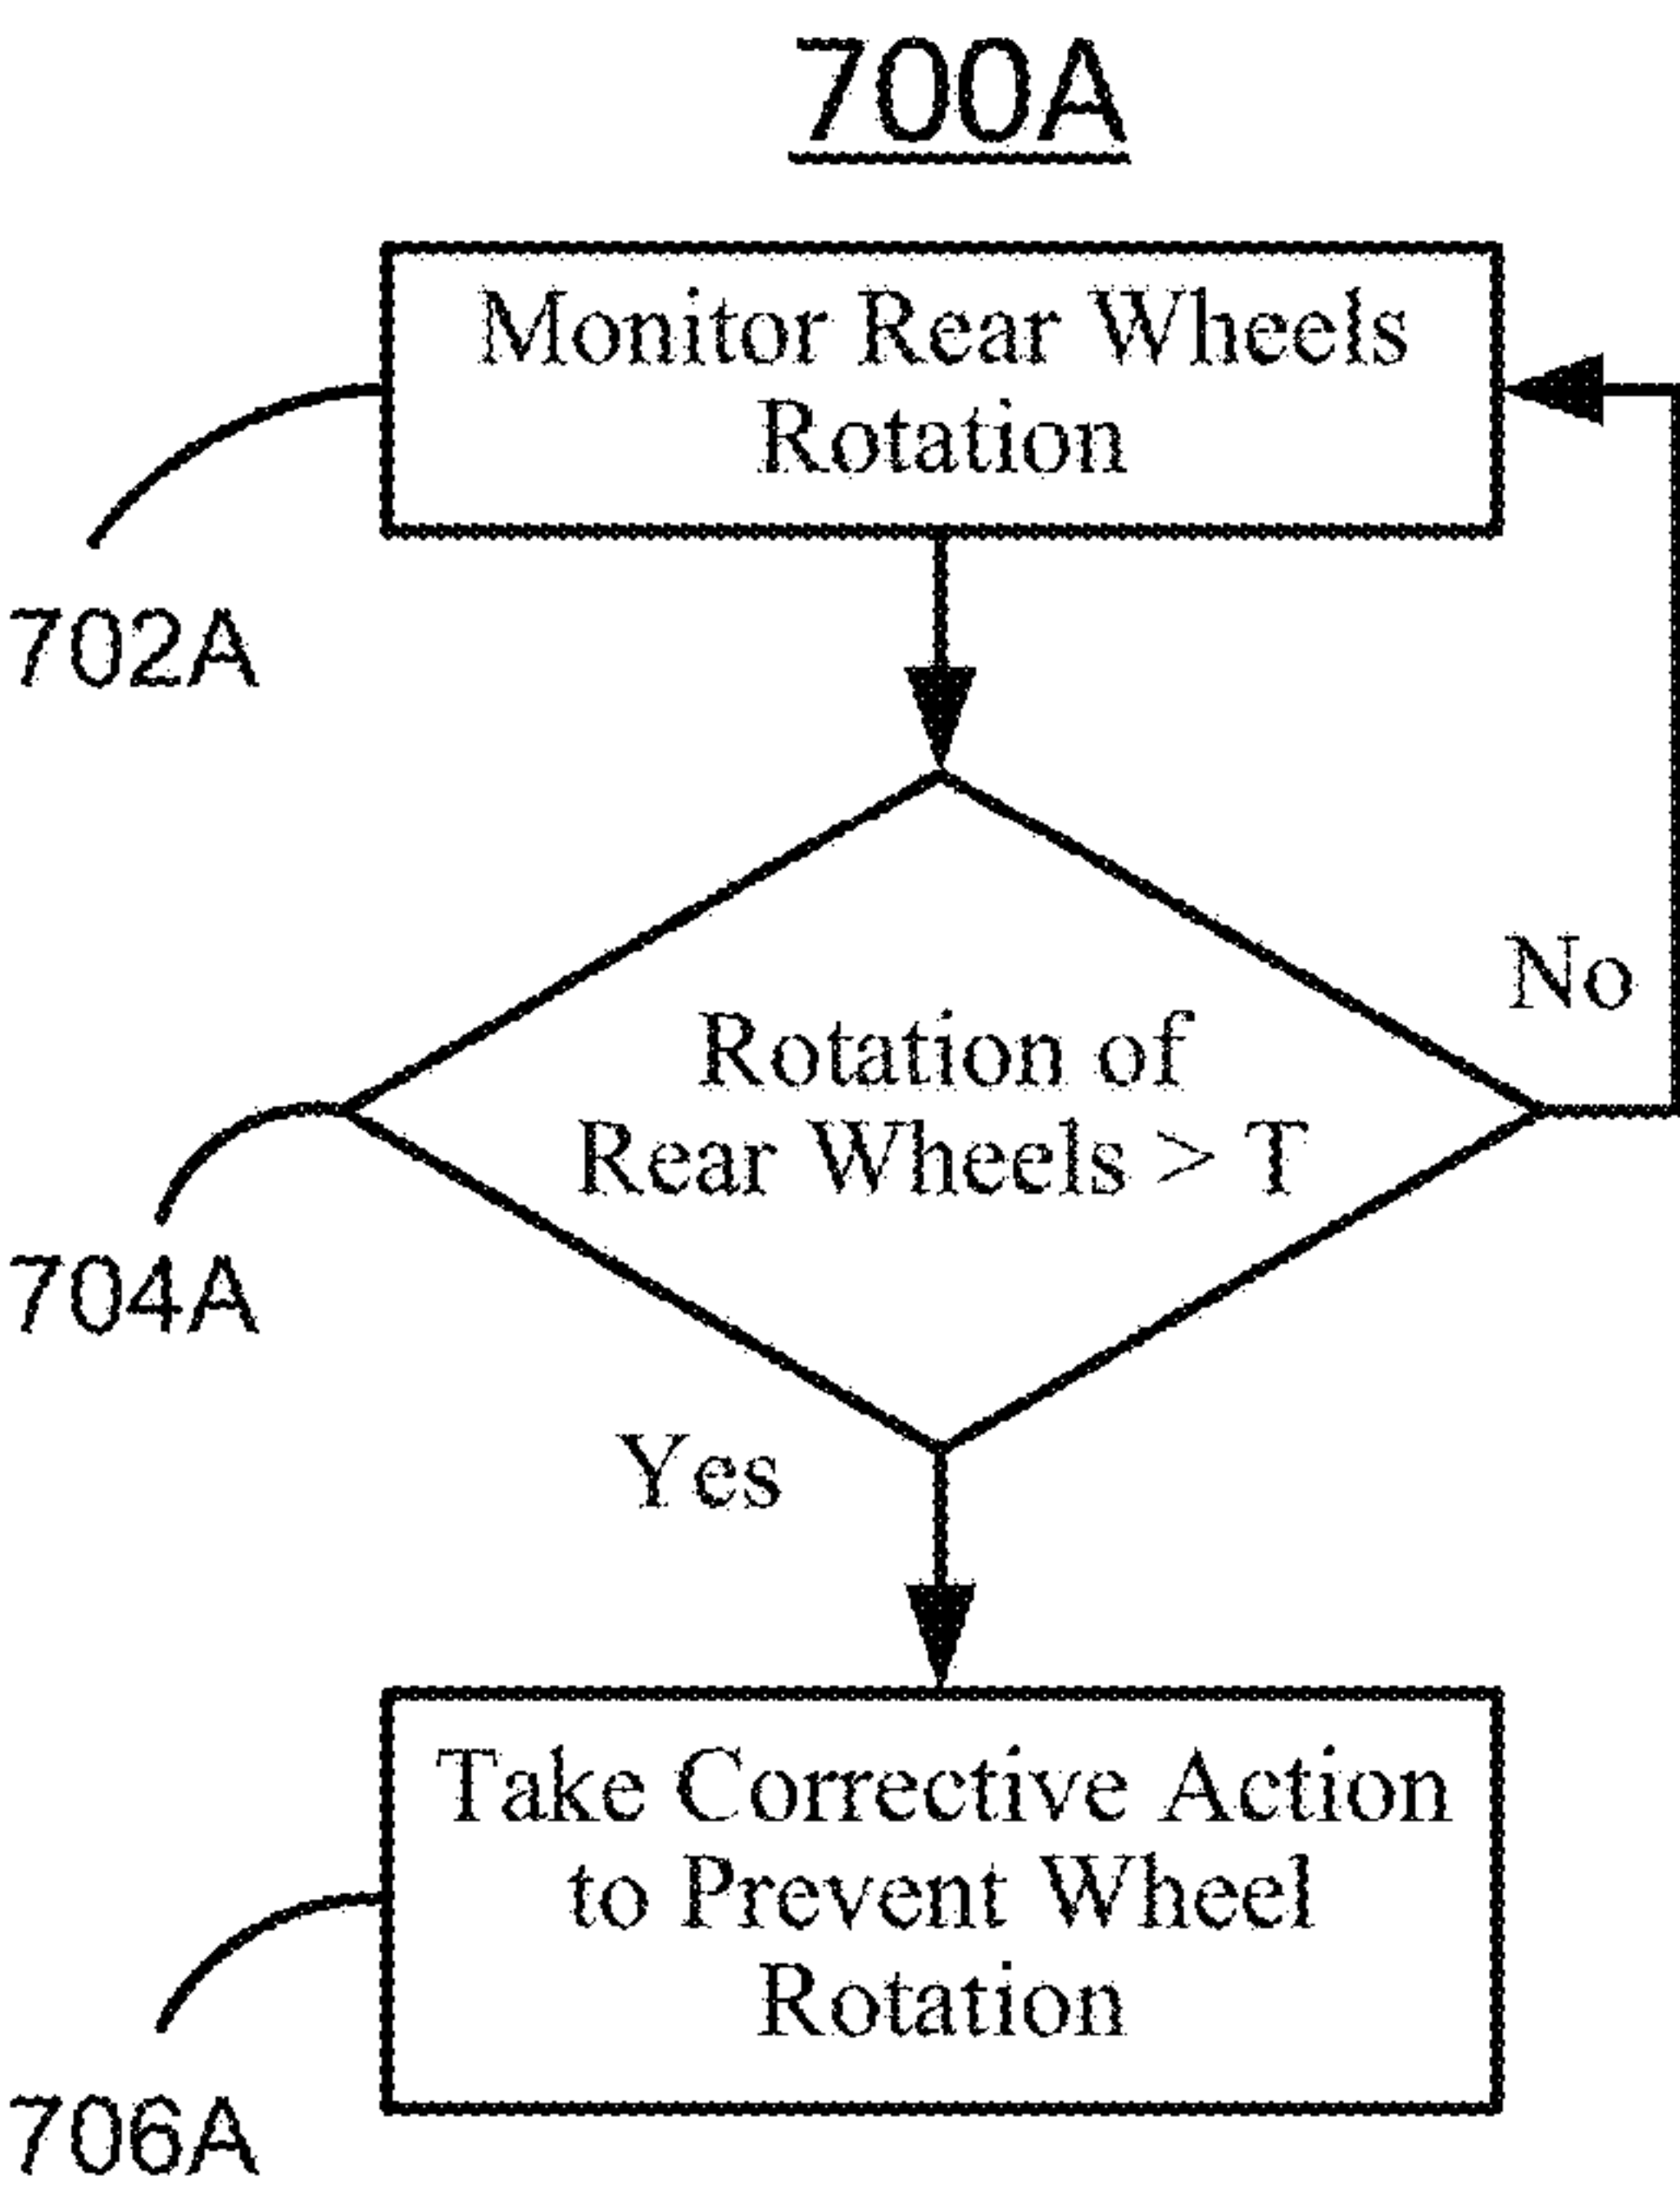 700A
Monitor Rear Wheels
Rotation
702A
No
Rotation of
Rear Wheels > T
704A
Yes
Take Corrective Action
to Prevent Wheel
Rotation
706A